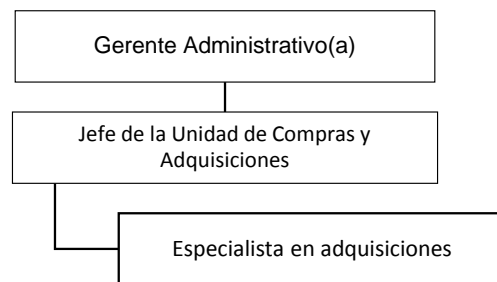 Gerente Administrativo(a)
Jefe de la Unidad de Compras y
Adquisiciones
Especialista en adquisiciones